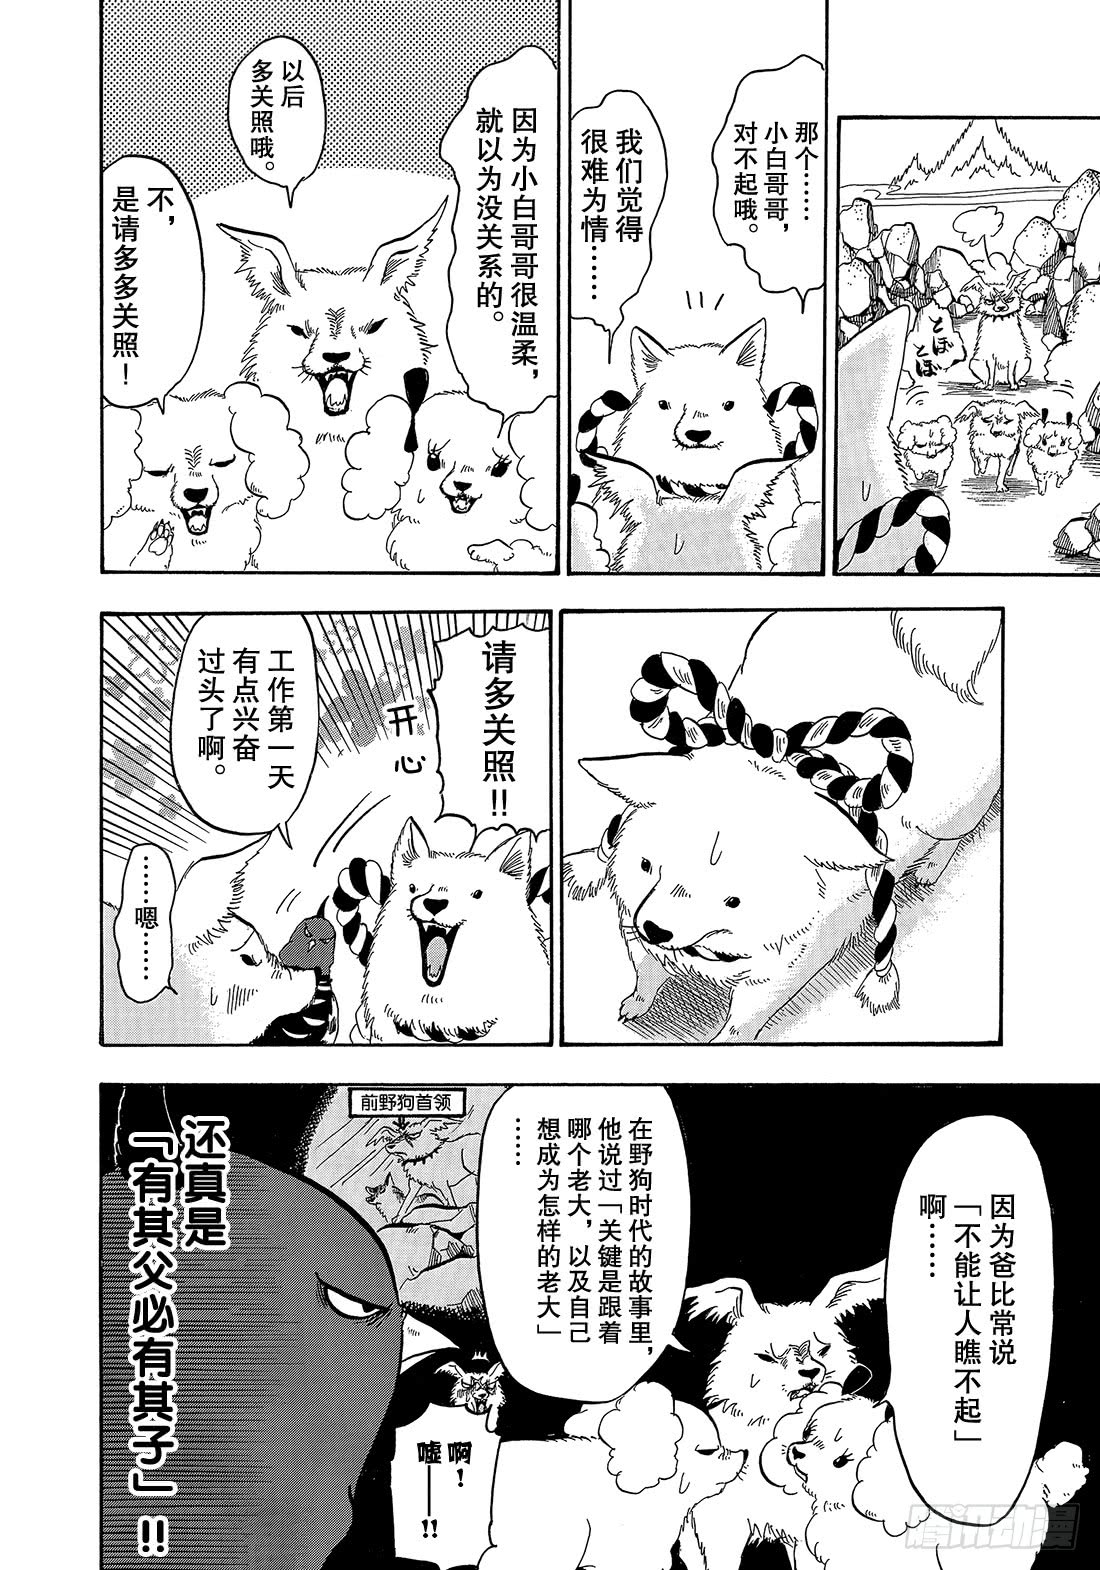 とぼ
とぼ
那个……
小白哥哥,
对不起哦。
我们觉得
很难为情……
因为小白哥哥很温柔,
就以为没关系的。
以后
多关照哦。
不,
是请多多关照!
请多关照!!
开心
工作第一天
有点兴奋
过头了啊。
……嗯……
因为爸比常说
「不能让人瞧不起」
啊……
在野狗时代的故事里,
他说过「关键是跟着
哪个老大,以及自己
想成为怎样的老大」
……
前野狗首领
啊!
嘘——!!
还真是
「有其父必有其子」!!
腾讯动漫